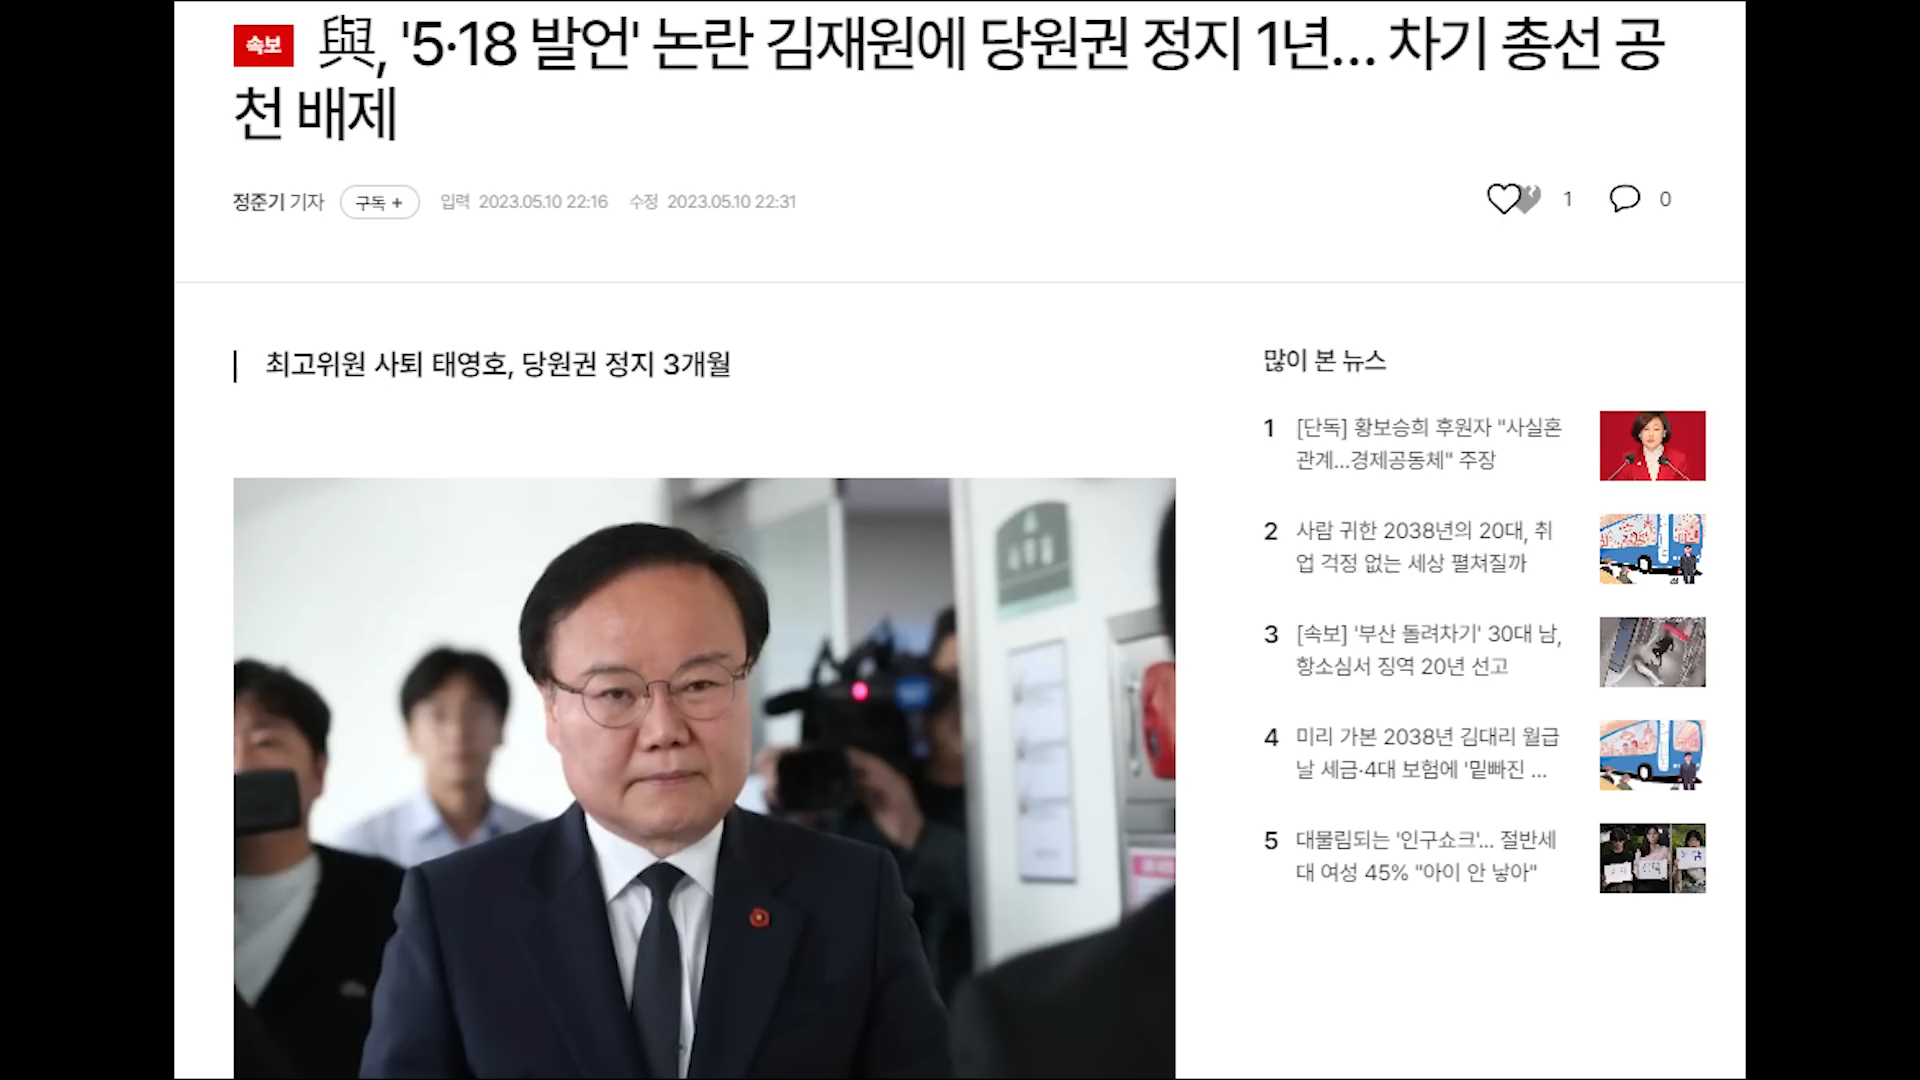 속보 與, '5·18 발언' 논란 김재원에 당원권 정지 1년... 차기 총선 공
천 배제
정준기 기자 구독 + 입력 2023.05.10 22:16 수정 2023.05.10 22:31
1 0
최고위원 사퇴 태영호, 당원권 정지 3개월
많이 본 뉴스
1 [단독] 황보승희 후원자 "사실혼
관계...경제공동체" 주장
2 사람 귀한 2038년의 20대, 취
업 걱정 없는 세상 펼쳐질까
3 [속보] '부산 돌려차기' 30대 남,
항소심서 징역 20년 선고
4 미리 가본 2038년 김대리 월급
날 세금·4대 보험에 '밑빠진 ...
5 대물림되는 '인구쇼크'... 절반세
대 여성 45% "아이 안 낳아"